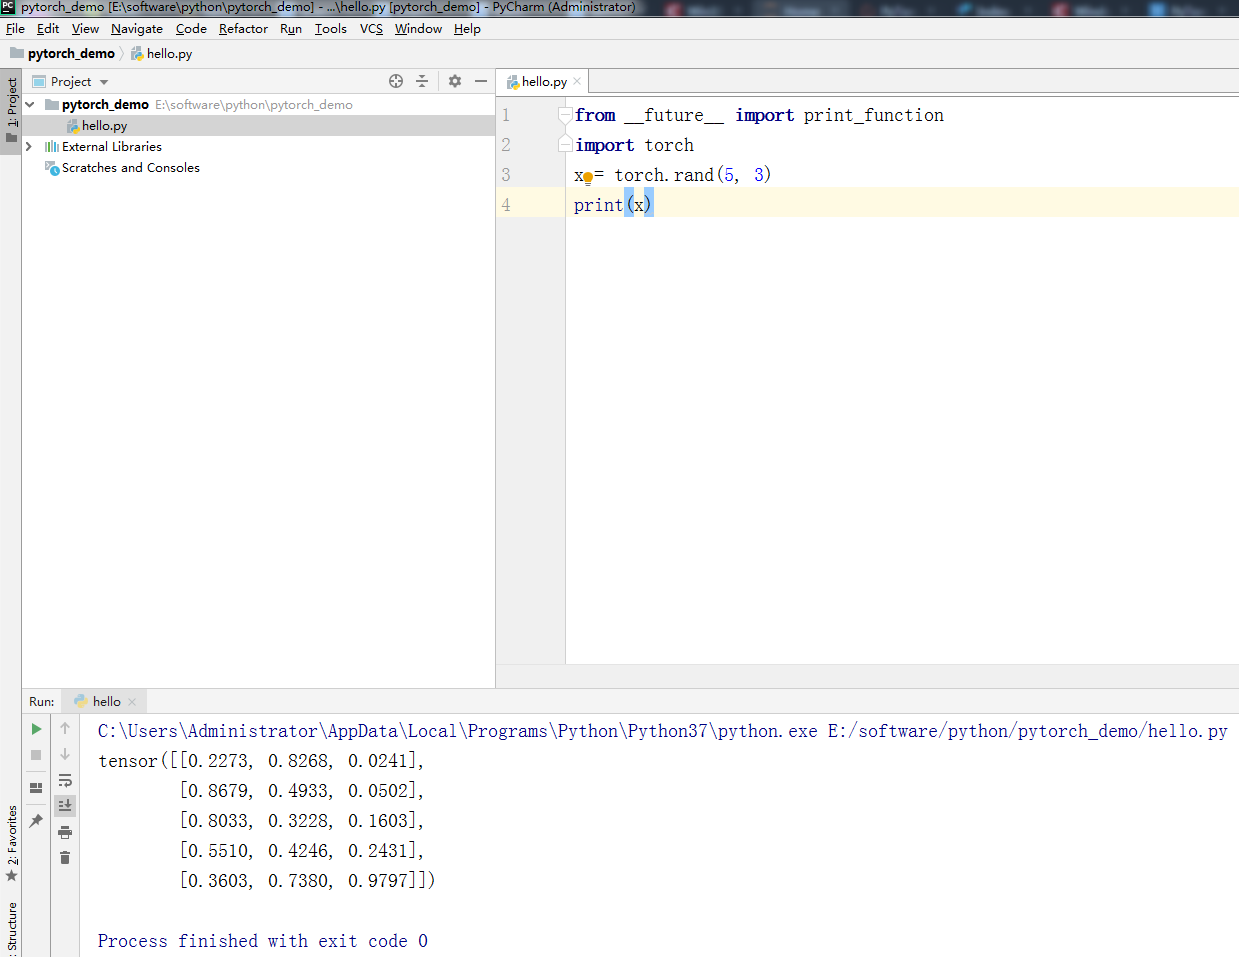 pytorch_demo [E:\software\python\pytorch_demo] - ...\hello.py [pytorch_demo] - PyCharm (Administrator)
File Edit View Navigate Code Refactor Run Tools VCS Window Help
pytorch_demo hello.py
1: Project
Project
pytorch_demo E:\software\python\pytorch_demo
hello.py
External Libraries
Scratches and Consoles
hello.py
1 from __future__ import print_function
2 import torch
3 x = torch.rand(5, 3)
4 print(x)
Run: hello
C:\Users\Administrator\AppData\Local\Programs\Python\Python37\python.exe E:/software/python/pytorch_demo/hello.py
tensor([[0.2273, 0.8268, 0.0241],
[0.8679, 0.4933, 0.0502],
[0.8033, 0.3228, 0.1603],
[0.5510, 0.4246, 0.2431],
[0.3603, 0.7380, 0.9797]])
Process finished with exit code 0
2: Favorites
Structure